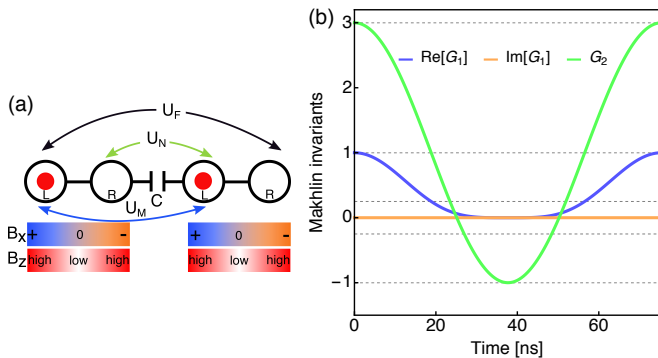 (a)
U_F
U_N
L
R
C
L
R
U_M
B_X + 0 - + 0 -
B_Z high low high high low high
(b)
Re[G_1] Im[G_1] G_2
Makhlin invariants
3
2
1
0
−1
0 20 40 60
Time [ns]